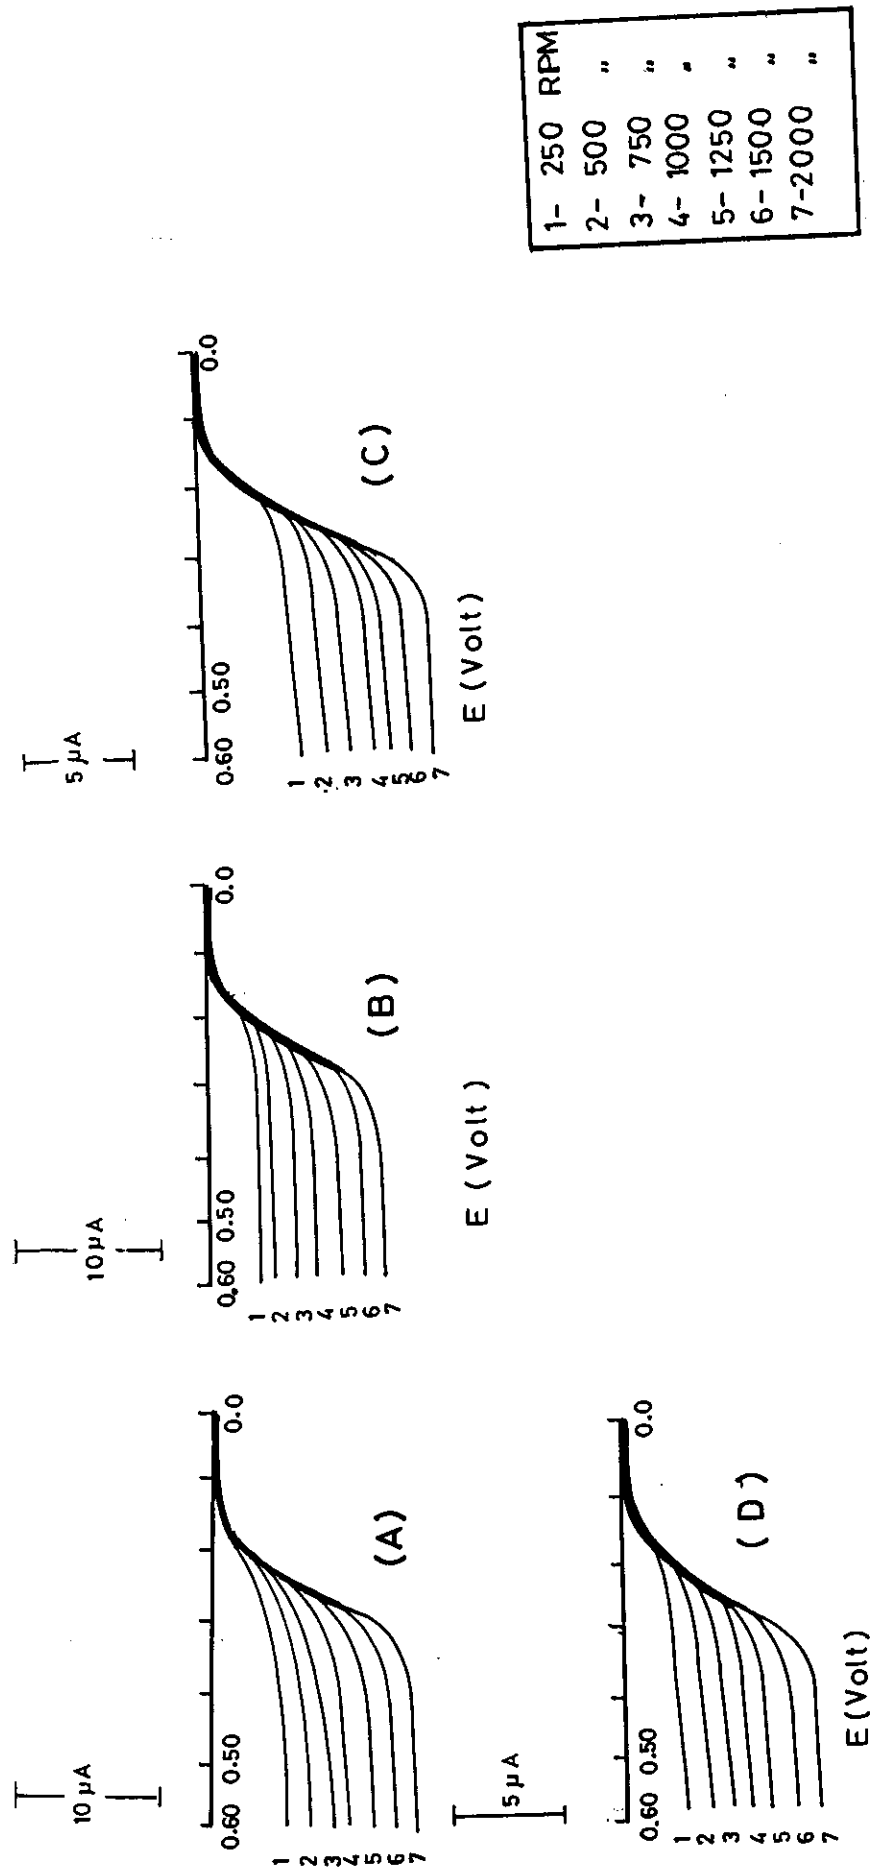 10 µA
0.60 0.50 0.0
1
2
3
4
5
6
7
(A)
10 µA
0.60 0.50 0.0
1
2
3
4
5
6
7
(B)
E (Volt)
5 µA
0.60 0.50 0.0
1
2
3
4
5
6
7
(C)
E (Volt)
5 µA
0.60 0.50 0.0
1
2
3
4
5
6
7
(D)
E (Volt)
1- 250 RPM
2- 500 "
3- 750 "
4- 1000 "
5- 1250 "
6- 1500 "
7- 2000 "